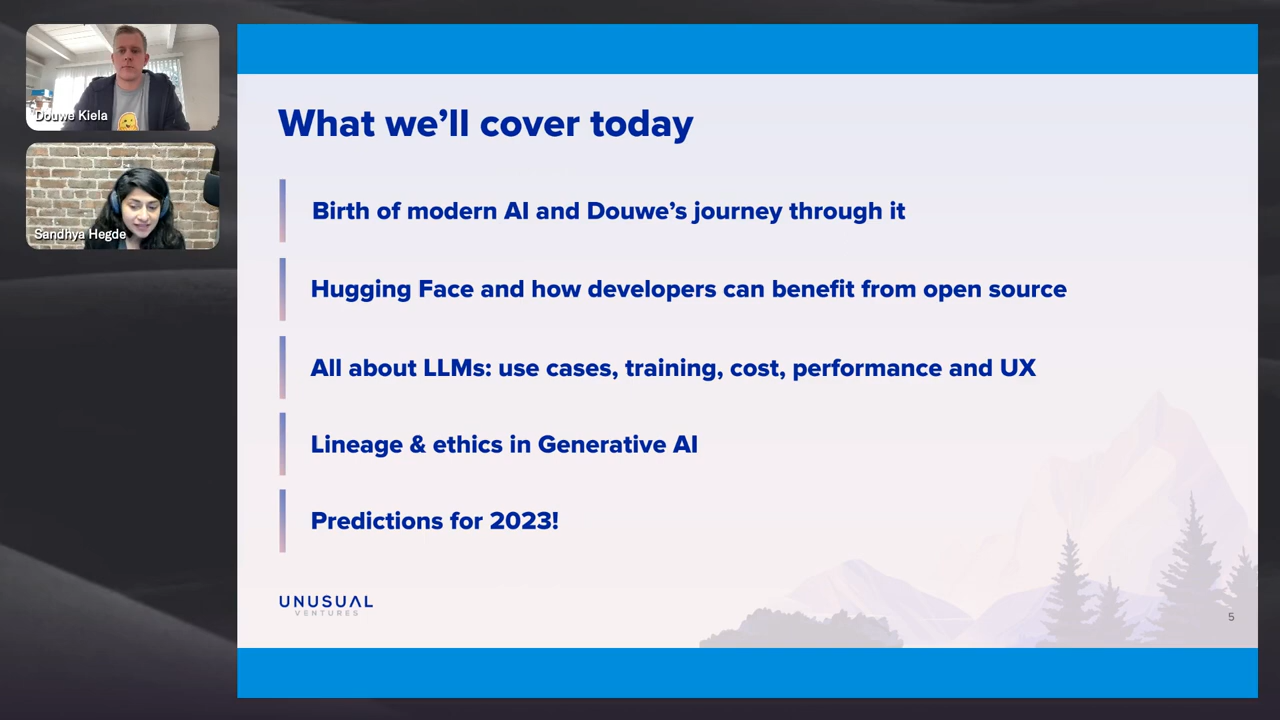 Douwe Kiela
Sandhya Hegde
What we’ll cover today
Birth of modern AI and Douwe’s journey through it
Hugging Face and how developers can benefit from open source
All about LLMs: use cases, training, cost, performance and UX
Lineage & ethics in Generative AI
Predictions for 2023!
UNUSUAL
VENTURES
5